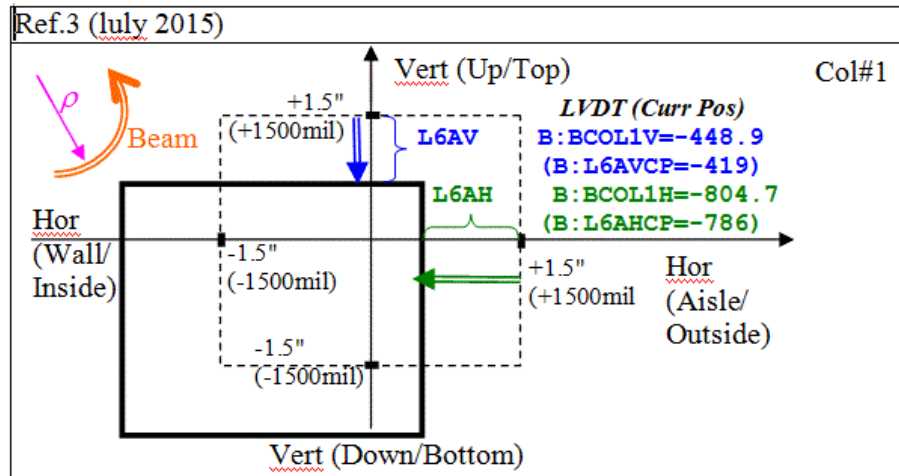 Ref.3 (luly 2015)
Vert (Up/Top)
Col#1
ρ
Beam
+1.5"
(+1500mil)
L6AV
LVDT (Curr Pos)
B:BCOL1V=-448.9
(B:L6AVCP=-419)
L6AH
B:BCOL1H=-804.7
(B:L6AHCP=-786)
Hor
(Wall/
Inside)
-1.5"
(-1500mil)
+1.5"
(+1500mil
Hor
(Aisle/
Outside)
-1.5"
(-1500mil)
Vert (Down/Bottom)